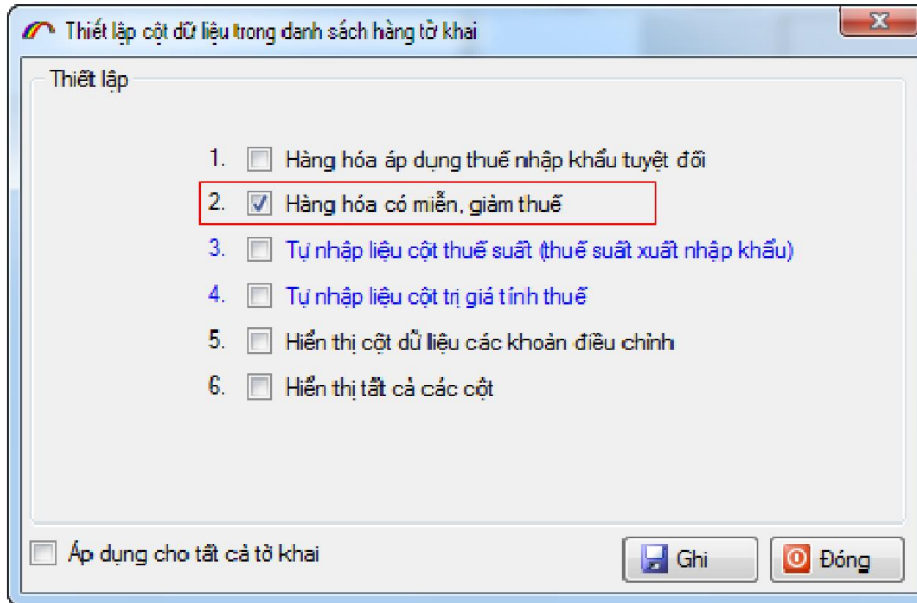 Thiết lập cột dữ liệu trong danh sách hàng tờ khai
Thiết lập
1. Hàng hóa áp dụng thuế nhập khẩu tuyệt đối
2. Hàng hóa có miễn, giảm thuế
3. Tự nhập liệu cột thuế suất (thuế suất xuất nhập khẩu)
4. Tự nhập liệu cột trị giá tính thuế
5. Hiển thị cột dữ liệu các khoản điều chỉnh
6. Hiển thị tất cả các cột
Áp dụng cho tất cả tờ khai
Ghi
Đóng